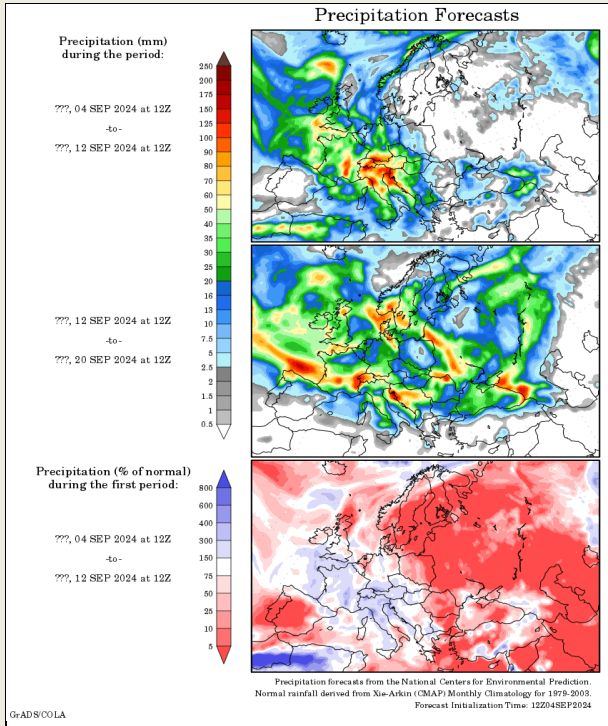 Precipitation Forecasts
Precipitation (mm)
during the period:
???, 04 SEP 2024 at 12Z
-to-
???, 12 SEP 2024 at 12Z
250
200
175
150
125
100
90
80
70
60
50
40
35
30
25
20
16
13
10
7.5
5
2.5
2
1.5
1
0.5
???, 12 SEP 2024 at 12Z
-to-
???, 20 SEP 2024 at 12Z
Precipitation (% of normal)
during the first period:
???, 04 SEP 2024 at 12Z
-to-
???, 12 SEP 2024 at 12Z
800
600
400
300
150
75
50
25
10
5
Precipitation forecasts from the National Centers for Environmental Prediction.
Normal rainfall derived from Xie-Arkin (CMAP) Monthly Climatology for 1979-2003.
Forecast Initialization Time: 12Z04SEP2024
GrADS/COLA